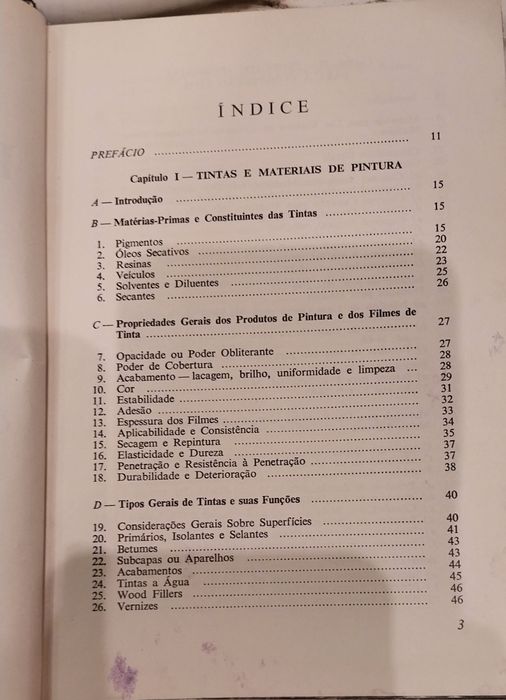 ÍNDICE
PREFÁCIO ........ 11
Capítulo I — TINTAS E MATERIAIS DE PINTURA
A — Introdução ........ 15
B — Matérias-Primas e Constituintes das Tintas ........ 15
1. Pigmentos ........ 15
2. Óleos Secativos ........ 20
3. Resinas ........ 22
4. Veículos ........ 23
5. Solventes e Diluentes ........ 25
6. Secantes ........ 26
C — Propriedades Gerais dos Produtos de Pintura e dos Filmes de
Tinta ........ 27
7. Opacidade ou Poder Obliterante ........ 27
8. Poder de Cobertura ........ 28
9. Acabamento — lacagem, brilho, uniformidade e limpeza ... 28
10. Cor ........ 29
11. Estabilidade ........ 31
12. Adesão ........ 32
13. Espessura dos Filmes ........ 33
14. Aplicabilidade e Consistência ........ 34
15. Secagem e Repintura ........ 35
16. Elasticidade e Dureza ........ 37
17. Penetração e Resistência à Penetração ........ 37
18. Durabilidade e Deterioração ........ 38
D — Tipos Gerais de Tintas e suas Funções ........ 40
19. Considerações Gerais Sobre Superfícies ........ 40
20. Primários, Isolantes e Selantes ........ 41
21. Betumes ........ 43
22. Subcapas ou Aparelhos ........ 43
23. Acabamentos ........ 44
24. Tintas a Água ........ 45
25. Wood Fillers ........ 46
26. Vernizes ........ 46
3